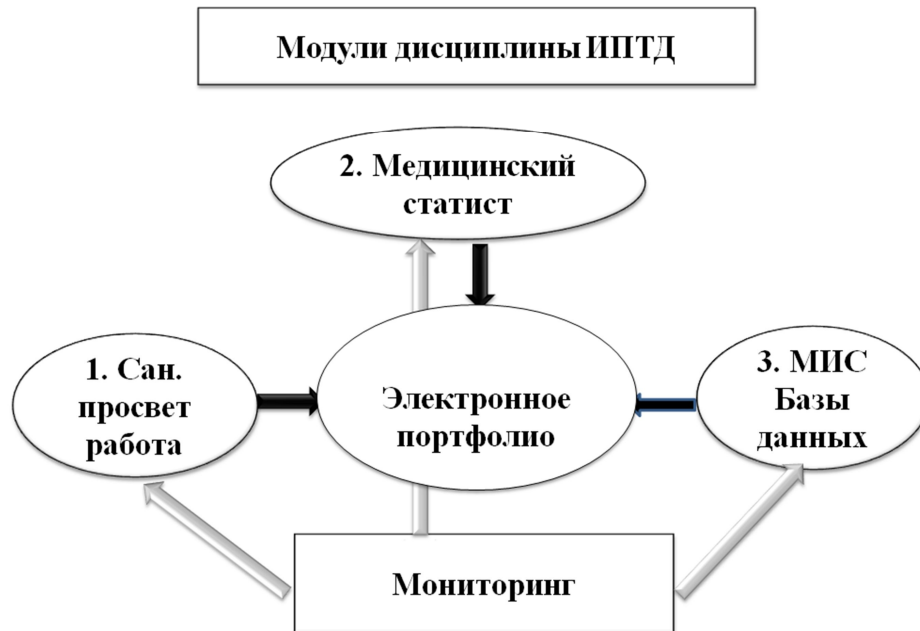 Модули дисциплины ИПТД
2. Медицинский
статист
1. Сан.
просвет
работа
Электронное
портфолио
3. МИС
Базы
данных
Мониторинг